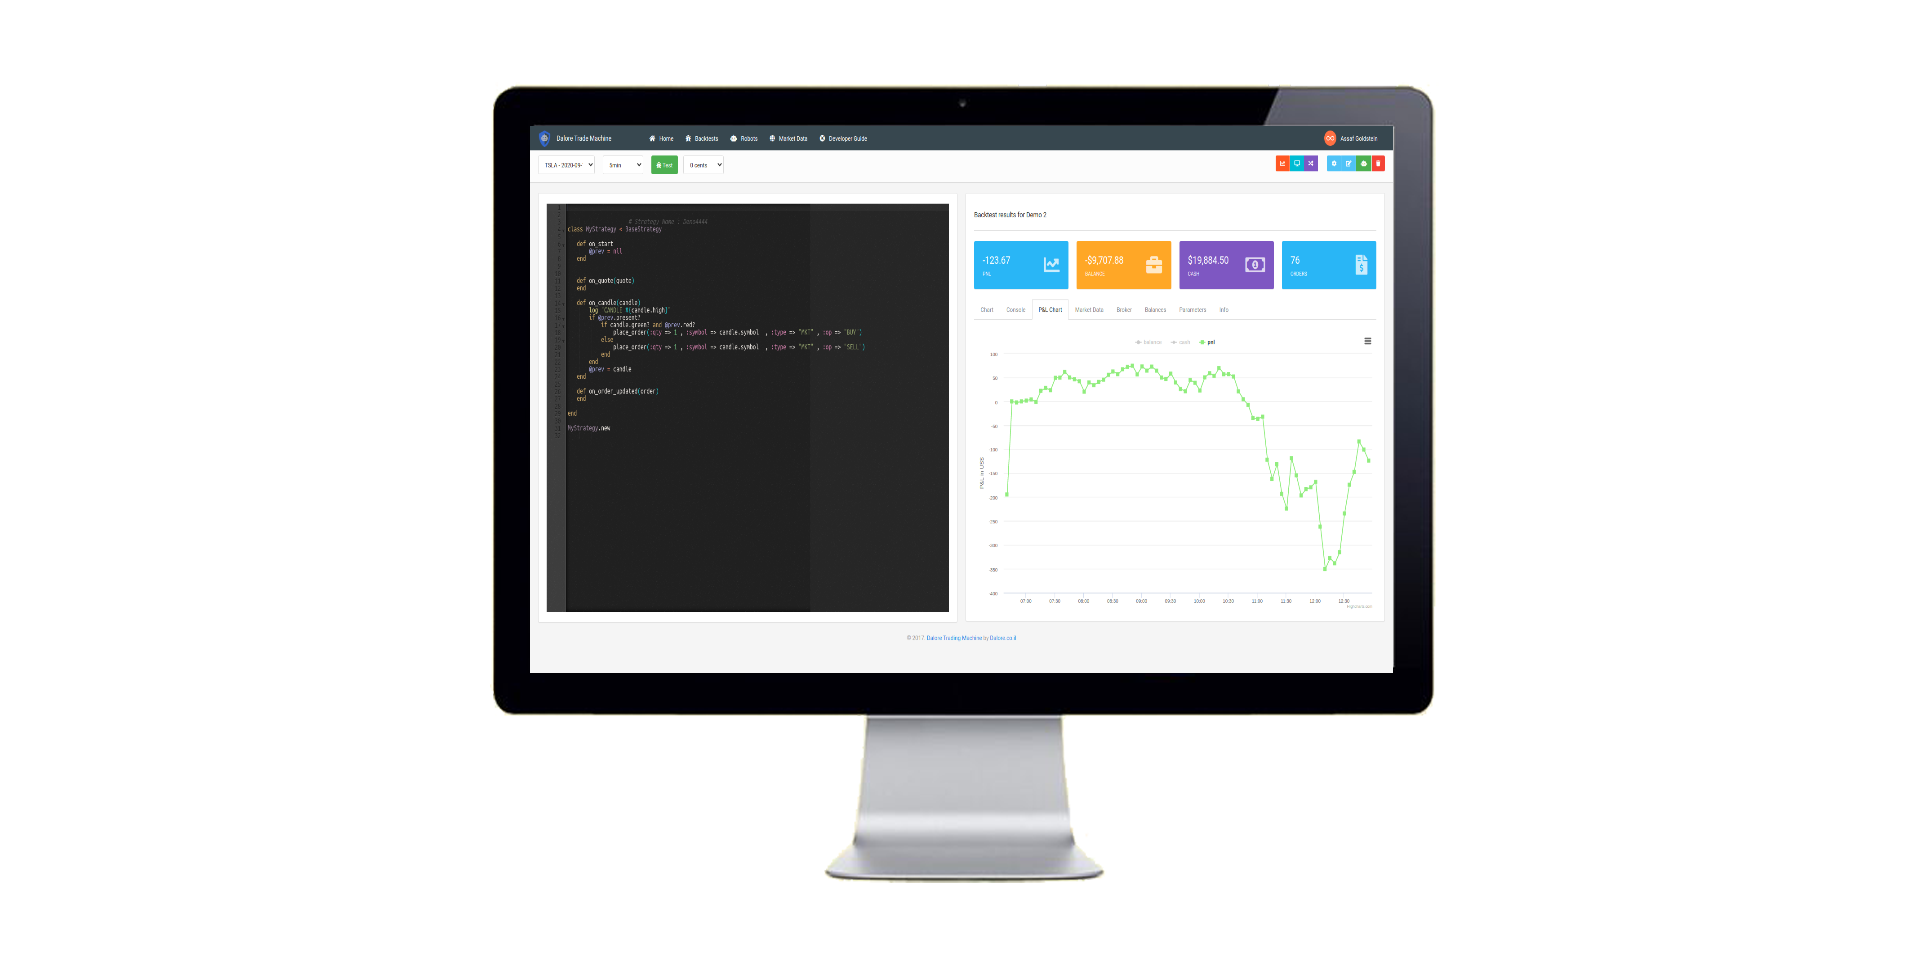 Dalore Trade Machine Home Backtests Robots Market Data Developer Guide Assaf Goldstein
TSLA - 2020-09- 5min Test 0 cents
# Strategy Name : Demo4444
class MyStrategy < BaseStrategy
def on_start
@prev = nil
end
def on_quote(quote)
end
def on_candle(candle)
log "CANDLE #{candle.high}"
if @prev.present?
if candle.green? and @prev.red?
place_order(:qty => 1 , :symbol => candle.symbol , :type => "MKT" , :op => "BUY")
else
place_order(:qty => 1 , :symbol => candle.symbol , :type => "MKT" , :op => "SELL")
end
end
@prev = candle
end
def on_order_updated(order)
end
end
MyStrategy.new
Backtest results for Demo 2
-123.67
PNL
-$9,707.88
BALANCE
$19,884.50
CASH
76
ORDERS
Chart Console P&L Chart Market Data Broker Balances Parameters Info
balance cash pnl
P&L in US$
100
50
0
-50
-100
-150
-200
-250
-300
-350
-400
07:00 07:30 08:00 08:30 09:00 09:30 10:00 10:30 11:00 11:30 12:00 12:30
Highcharts.com
© 2017. Dalore Trading Machine by Dalore.co.il